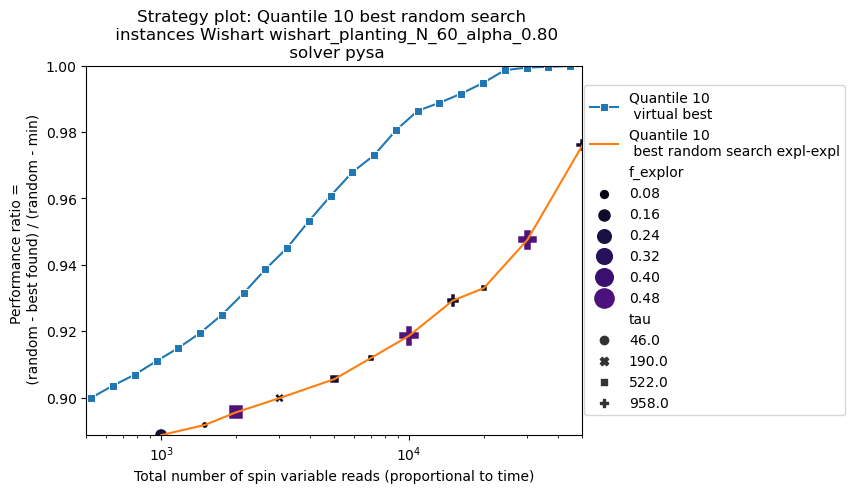 Strategy plot: Quantile 10 best random search
instances Wishart wishart_planting_N_60_alpha_0.80
solver pysa
Performance ratio =
(random - best found) / (random - min)
1.00
0.98
0.96
0.94
0.92
0.90
10³
10⁴
Total number of spin variable reads (proportional to time)
Quantile 10
virtual best
Quantile 10
best random search expl-expl
f_explor
0.08
0.16
0.24
0.32
0.40
0.48
tau
46.0
190.0
522.0
958.0